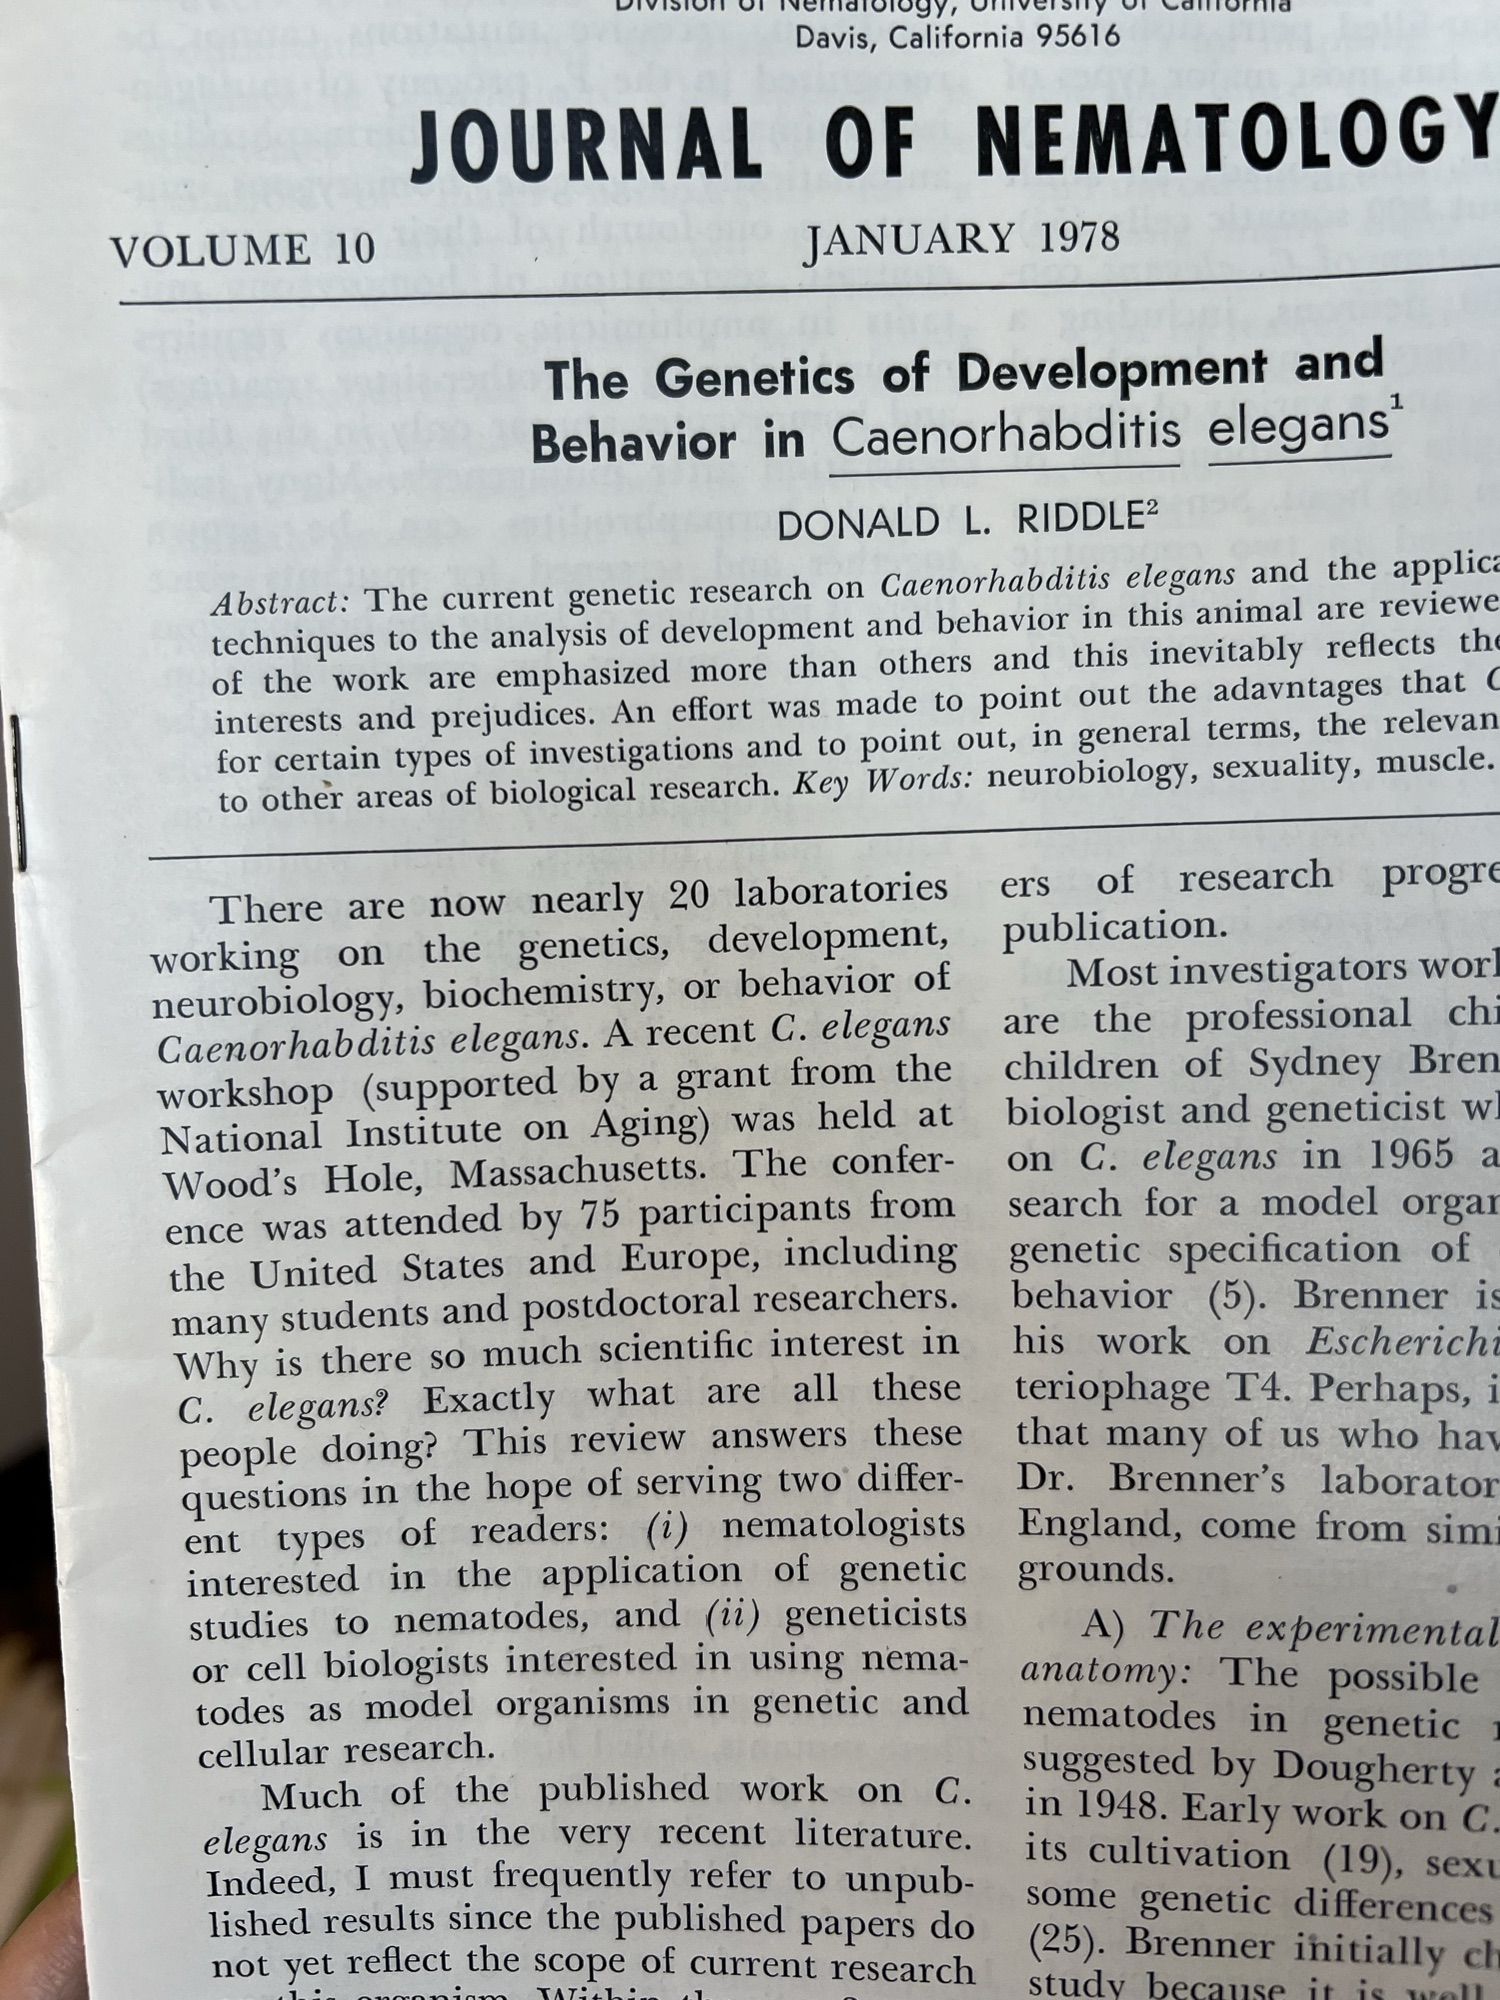 Division of Nematology, University of California
Davis, California 95616
JOURNAL OF NEMATOLOGY
VOLUME 10
JANUARY 1978
The Genetics of Development and
Behavior in Caenorhabditis elegans¹
DONALD L. RIDDLE²
Abstract: The current genetic research on Caenorhabditis elegans and the
techniques to the analysis of development and behavior in this animal are
of the work are emphasized more than others and this inevitably reflects
interests and prejudices. An effort was made to point out the adavntages that
for certain types of investigations and to point out, in general terms, the
to other areas of biological research. Key Words: neurobiology, sexuality, muscle.
There are now nearly 20 laboratories
working on the genetics, development,
neurobiology, biochemistry, or behavior of
Caenorhabditis elegans. A recent C. elegans
workshop (supported by a grant from the
National Institute on Aging) was held at
Wood's Hole, Massachusetts. The confer-
ence was attended by 75 participants from
the United States and Europe, including
many students and postdoctoral researchers.
Why is there so much scientific interest in
C. elegans? Exactly what are all these
people doing? This review answers these
questions in the hope of serving two differ-
ent types of readers: (i) nematologists
interested in the application of genetic
studies to nematodes, and (ii) geneticists
or cell biologists interested in using nema-
todes as model organisms in genetic and
cellular research.
Much of the published work on C.
elegans is in the very recent literature.
Indeed, I must frequently refer to unpub-
lished results since the published papers do
not yet reflect the scope of current research
this organism. Within
ers of research
publication.
Most investigators
are the professional
children of Sydney
biologist and geneticist
on C. elegans in 1965
search for a model
genetic specification of
behavior (5). Brenner
his work on
teriophage T4. Perhaps,
that many of us who
Dr. Brenner's
England, come from
grounds.
A) The experimental
anatomy: The possible
nematodes in genetic
suggested by Dougherty
in 1948. Early work on C.
its cultivation (19),
some genetic differences
(25). Brenner initially
study because it is well